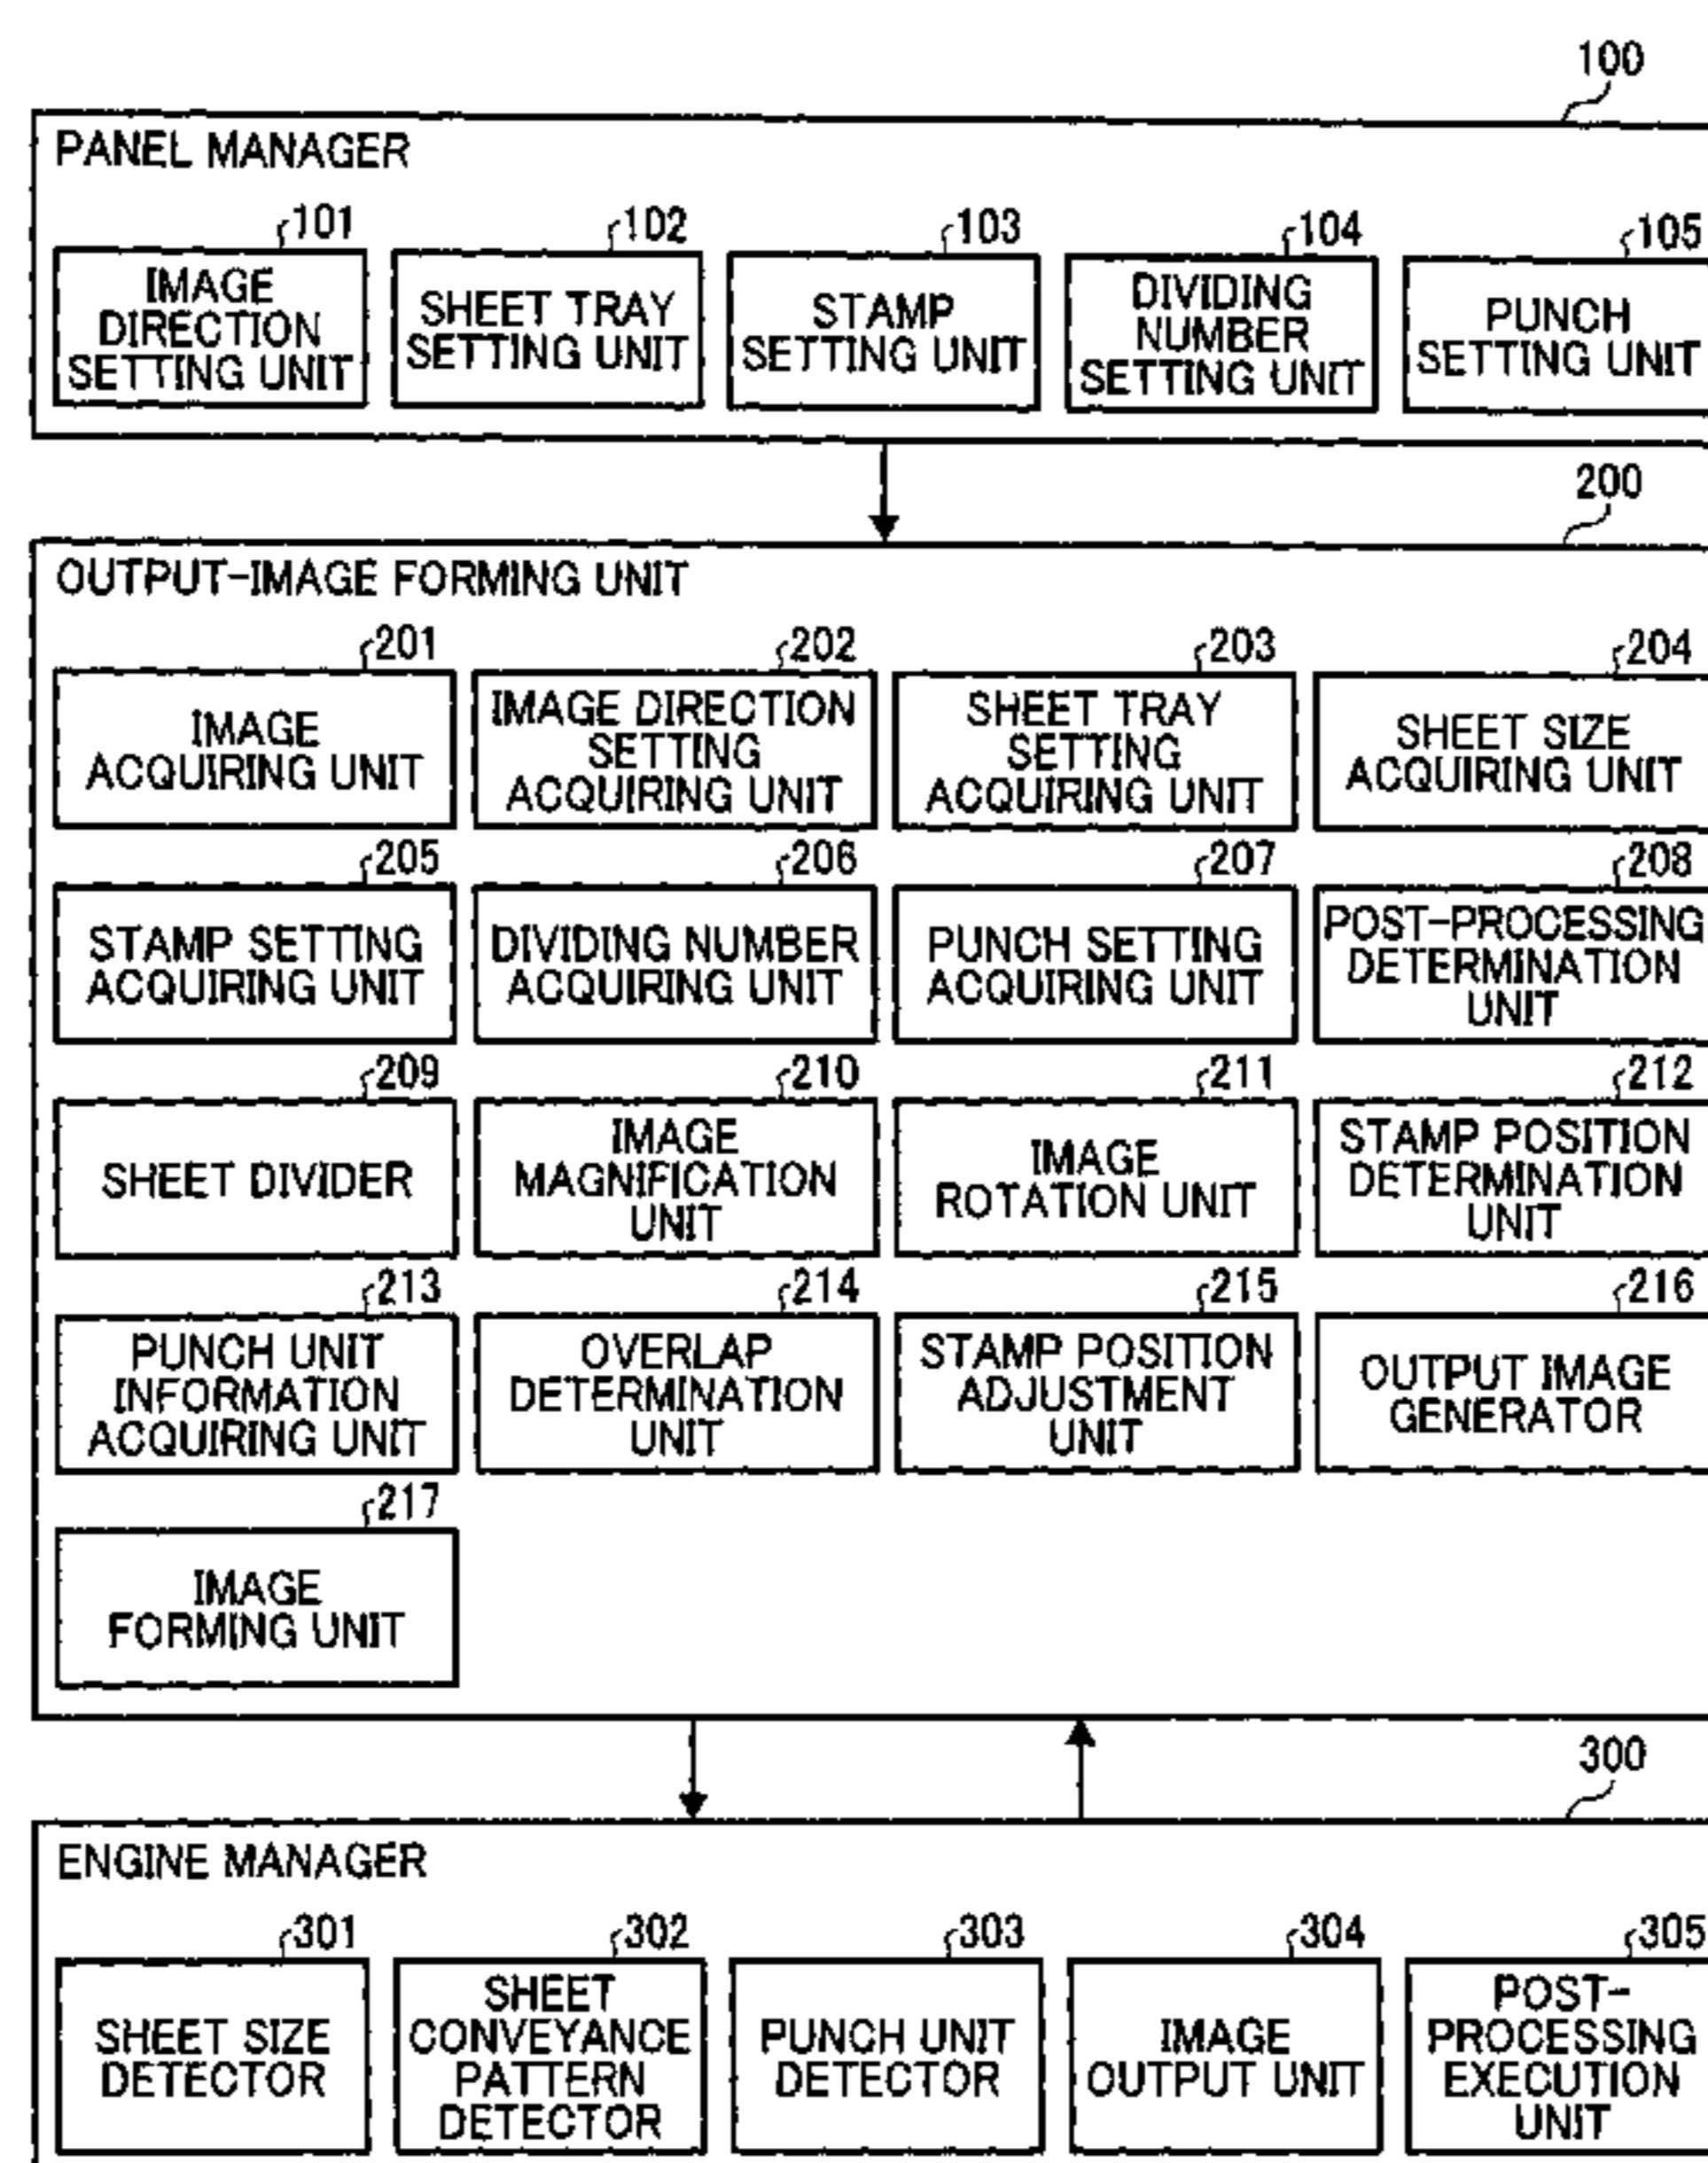 100
PANEL MANAGER
101
102
103
104
105
IMAGE
DIRECTION
SETTING UNIT
SHEET TRAY
SETTING UNIT
STAMP
SETTING UNIT
DIVIDING
NUMBER
SETTING UNIT
PUNCH
SETTING UNIT
200
OUTPUT-IMAGE FORMING UNIT
201
202
203
204
IMAGE
ACQUIRING UNIT
IMAGE DIRECTION
SETTING
ACQUIRING UNIT
SHEET TRAY
SETTING
ACQUIRING UNIT
SHEET SIZE
ACQUIRING UNIT
205
206
207
208
STAMP SETTING
ACQUIRING UNIT
DIVIDING NUMBER
ACQUIRING UNIT
PUNCH SETTING
ACQUIRING UNIT
POST-PROCESSING
DETERMINATION
UNIT
209
210
211
212
SHEET DIVIDER
IMAGE
MAGNIFICATION
UNIT
IMAGE
ROTATION UNIT
STAMP POSITION
DETERMINATION
UNIT
213
214
215
216
PUNCH UNIT
INFORMATION
ACQUIRING UNIT
OVERLAP
DETERMINATION
UNIT
STAMP POSITION
ADJUSTMENT
UNIT
OUTPUT IMAGE
GENERATOR
217
IMAGE
FORMING UNIT
300
ENGINE MANAGER
301
302
303
304
305
SHEET SIZE
DETECTOR
SHEET
CONVEYANCE
PATTERN
DETECTOR
PUNCH UNIT
DETECTOR
IMAGE
OUTPUT UNIT
POST-
PROCESSING
EXECUTION
UNIT